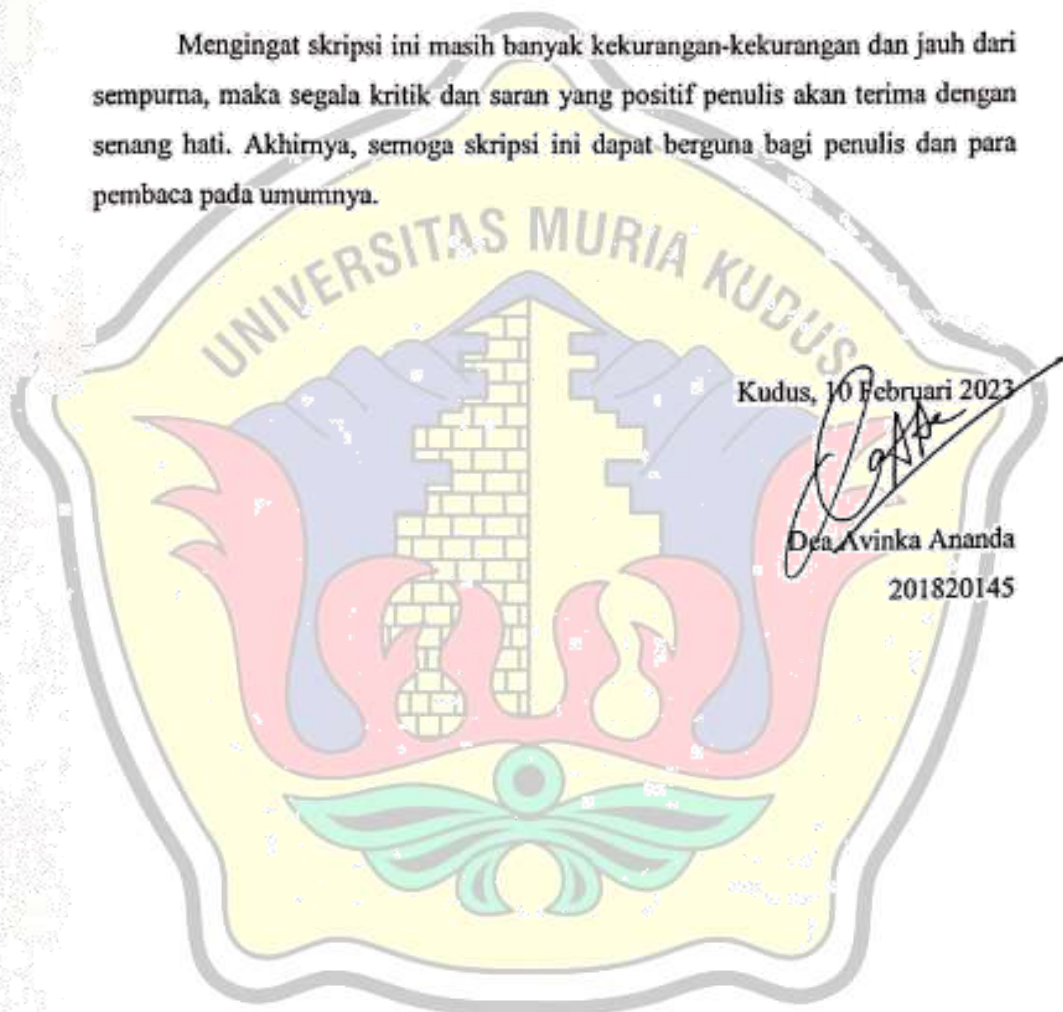 Mengingat skripsi ini masih banyak kekurangan-kekurangan dan jauh dari
sempurna, maka segala kritik dan saran yang positif penulis akan terima dengan
senang hati. Akhirnya, semoga skripsi ini dapat berguna bagi penulis dan para
pembaca pada umumnya.
UNIVERSITAS MURIA KUDUS
Kudus, 10 Februari 2023
Dea Avinka Ananda
201820145